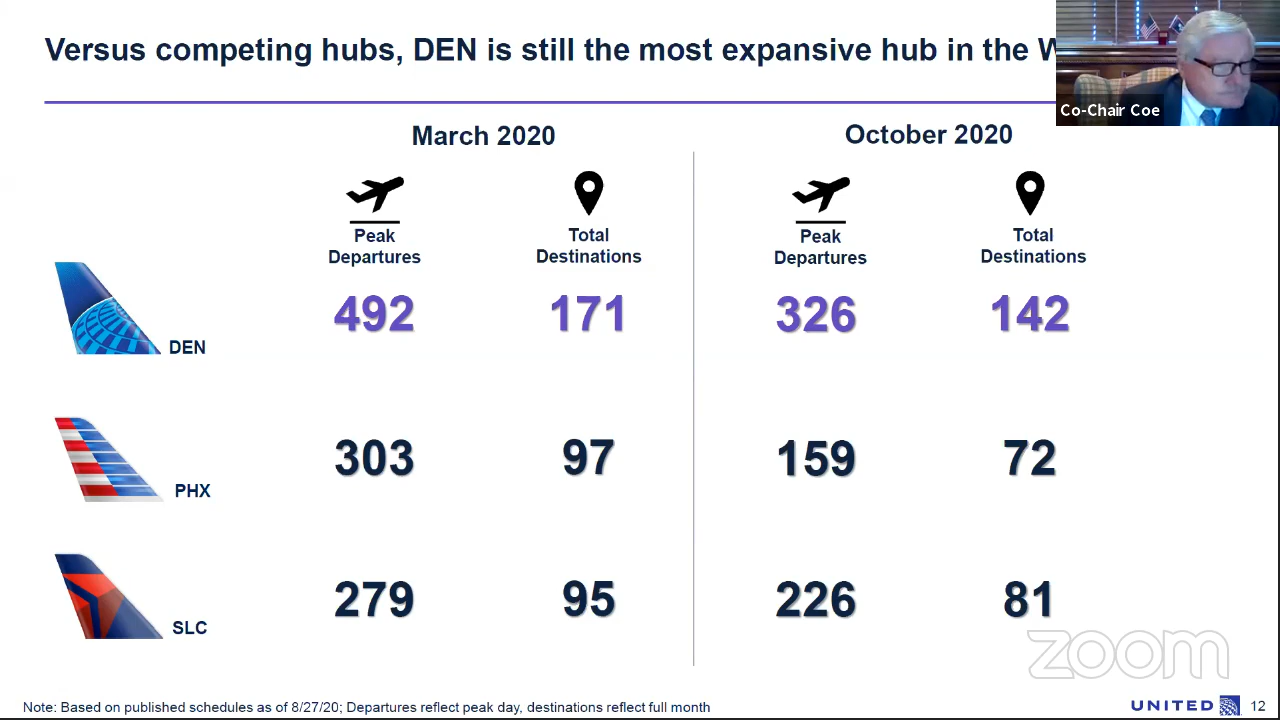 Versus competing hubs, DEN is still the most expansive hub in the
Co-Chair Coe
March 2020
October 2020
Peak
Departures
Total
Destinations
Peak
Departures
Total
Destinations
DEN
492
171
326
142
PHX
303
97
159
72
SLC
279
95
226
81
zoom
Note: Based on published schedules as of 8/27/20; Departures reflect peak day, destinations reflect full month
UNITED
12